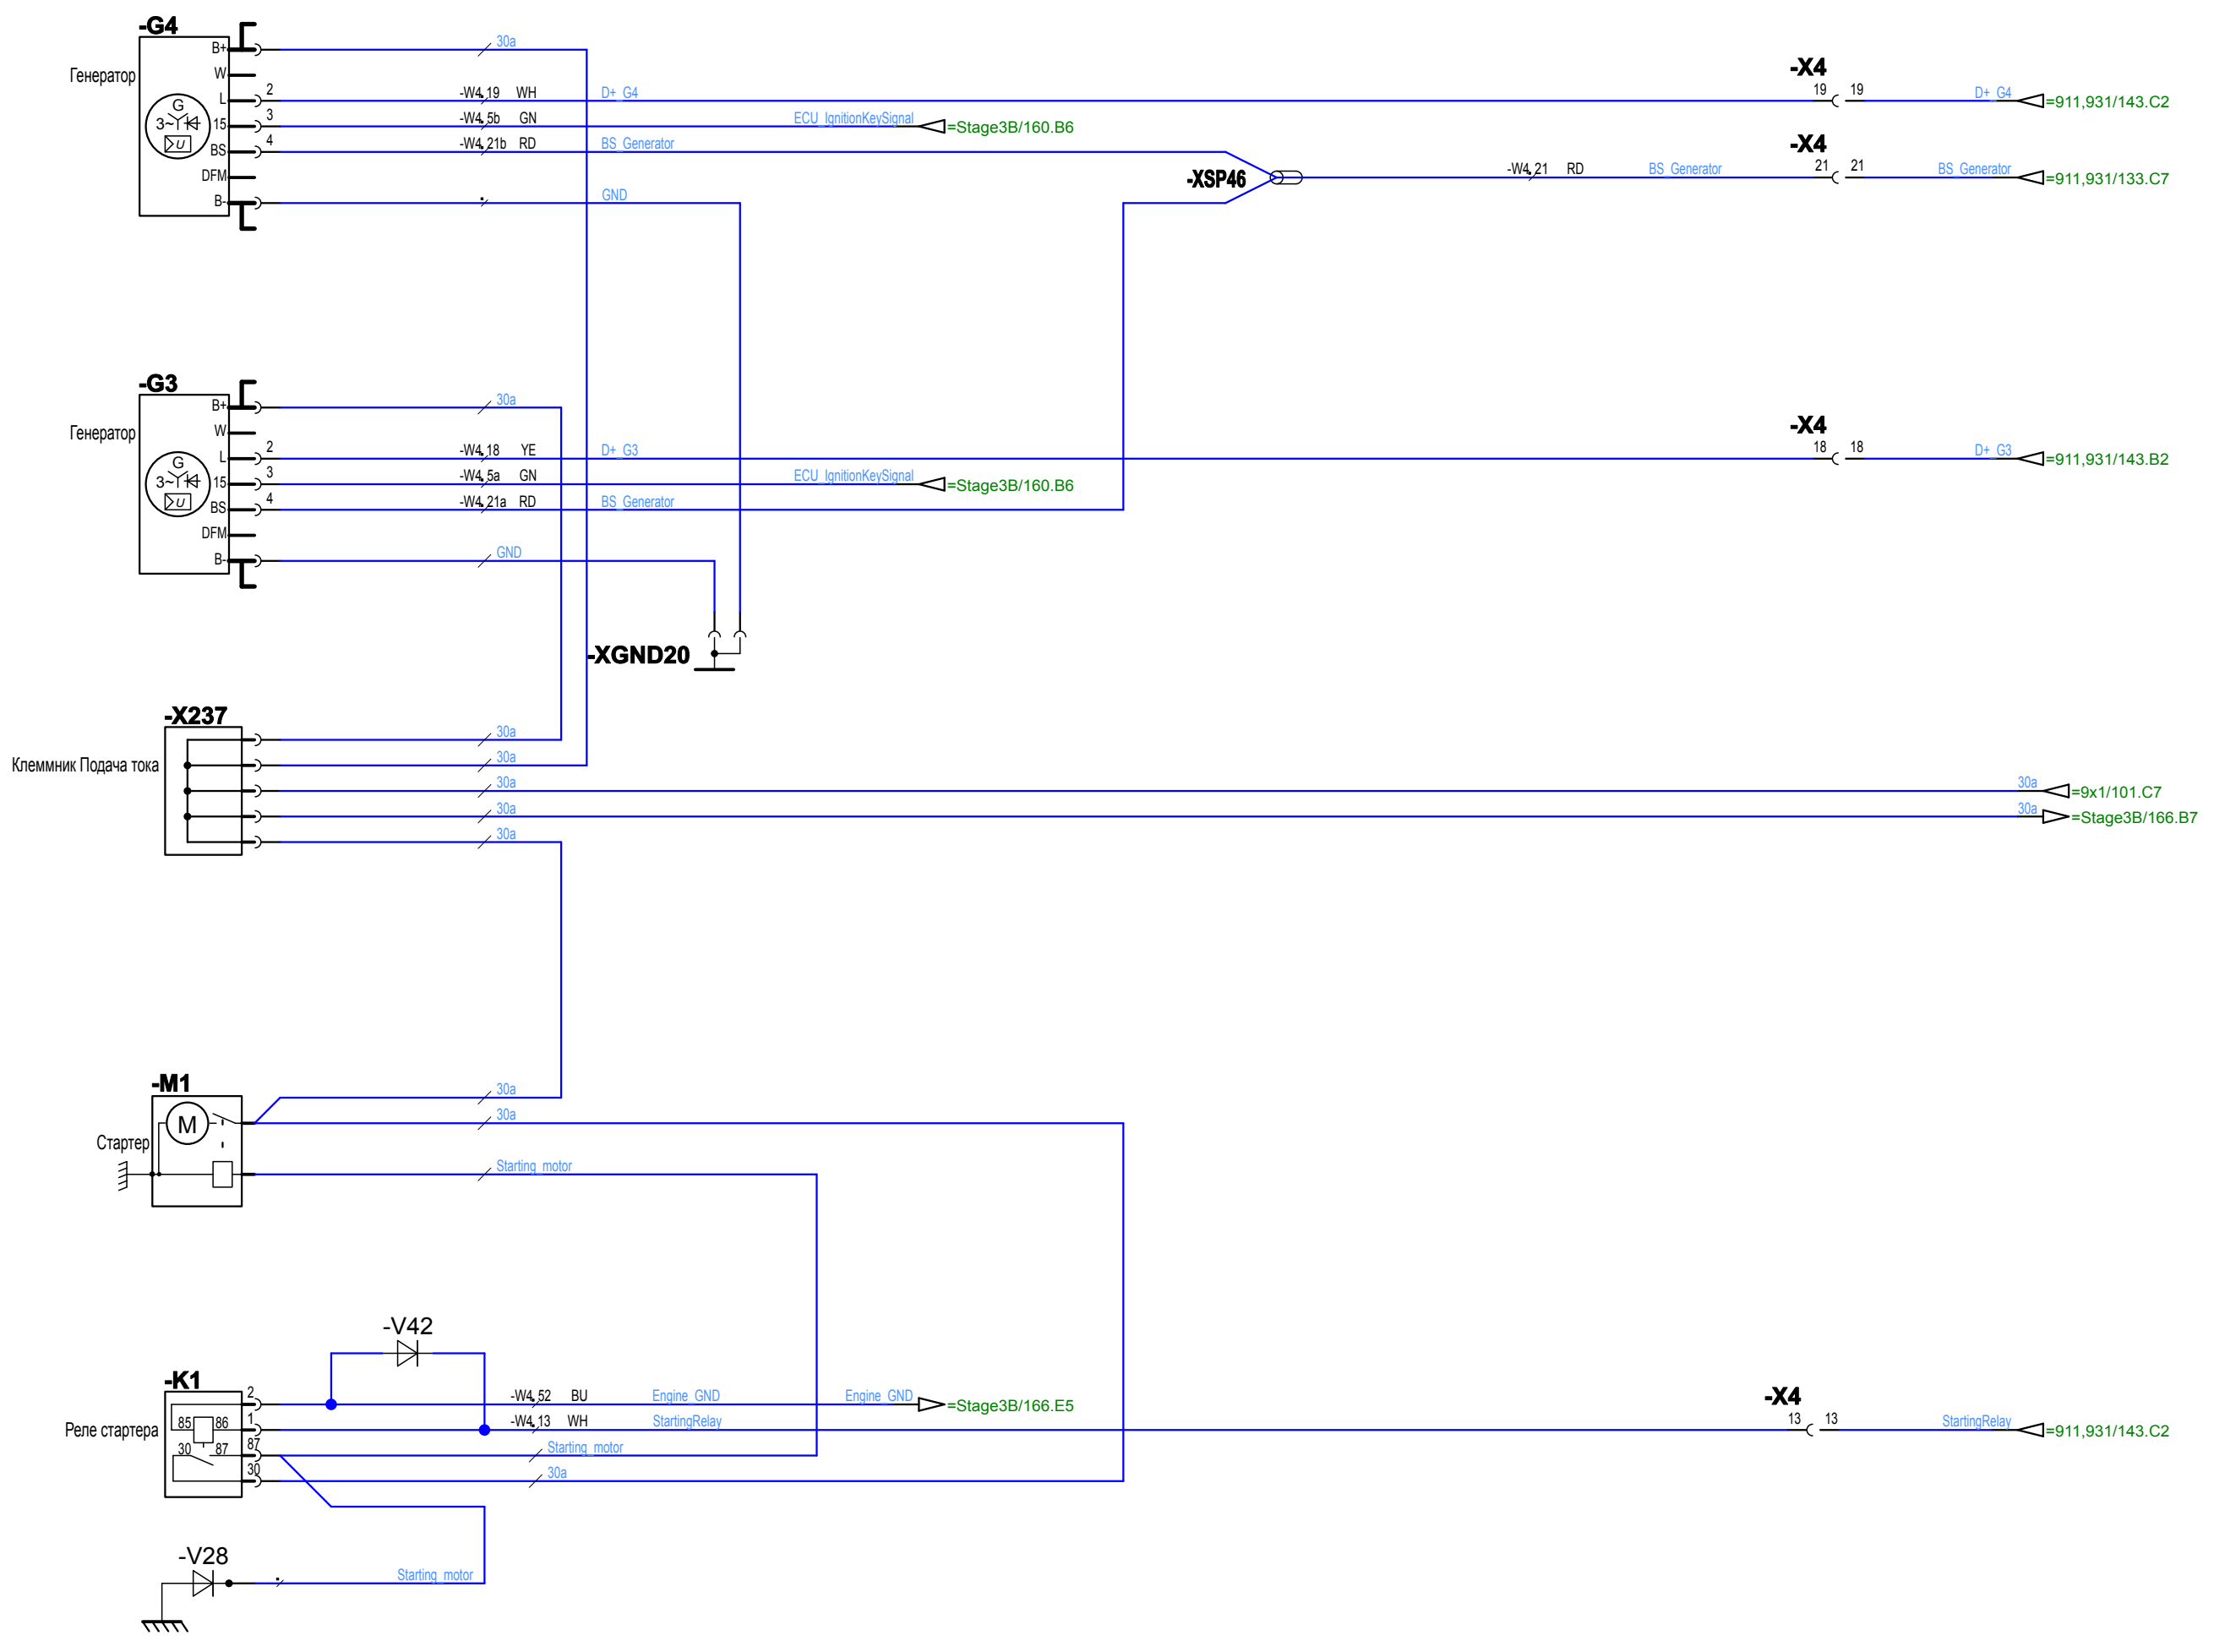 -G4
Генератор
B+
30a
W
L
2
-W4.19 WH
D+_G4
-X4
19 19
D+_G4
=911,931/143.C2
G
3~
U
15
3
-W4.5b GN
ECU_IgnitionKeySignal
=Stage3B/160.B6
BS
4
-W4.21b RD
BS_Generator
-XSP46
-W4.21 RD
BS_Generator
-X4
21 21
BS_Generator
=911,931/133.C7
DFM
B-
GND
-G3
Генератор
B+
30a
W
L
2
-W4.18 YE
D+_G3
-X4
18 18
D+_G3
=911,931/143.B2
G
3~
U
15
3
-W4.5a GN
ECU_IgnitionKeySignal
=Stage3B/160.B6
BS
4
-W4.21a RD
BS_Generator
DFM
B-
GND
-XGND20
-X237
Клеммник Подача тока
30a
30a
30a
30a
=9x1/101.C7
30a
30a
=Stage3B/166.B7
30a
-M1
Стартер
M
30a
30a
Starting_motor
-V42
-K1
Реле стартера
2
-W4.52 BU
Engine_GND
Engine_GND
=Stage3B/166.E5
85 86
1
-W4.13 WH
StartingRelay
-X4
13 13
StartingRelay
=911,931/143.C2
30 87
87
Starting_motor
30
30a
-V28
Starting_motor